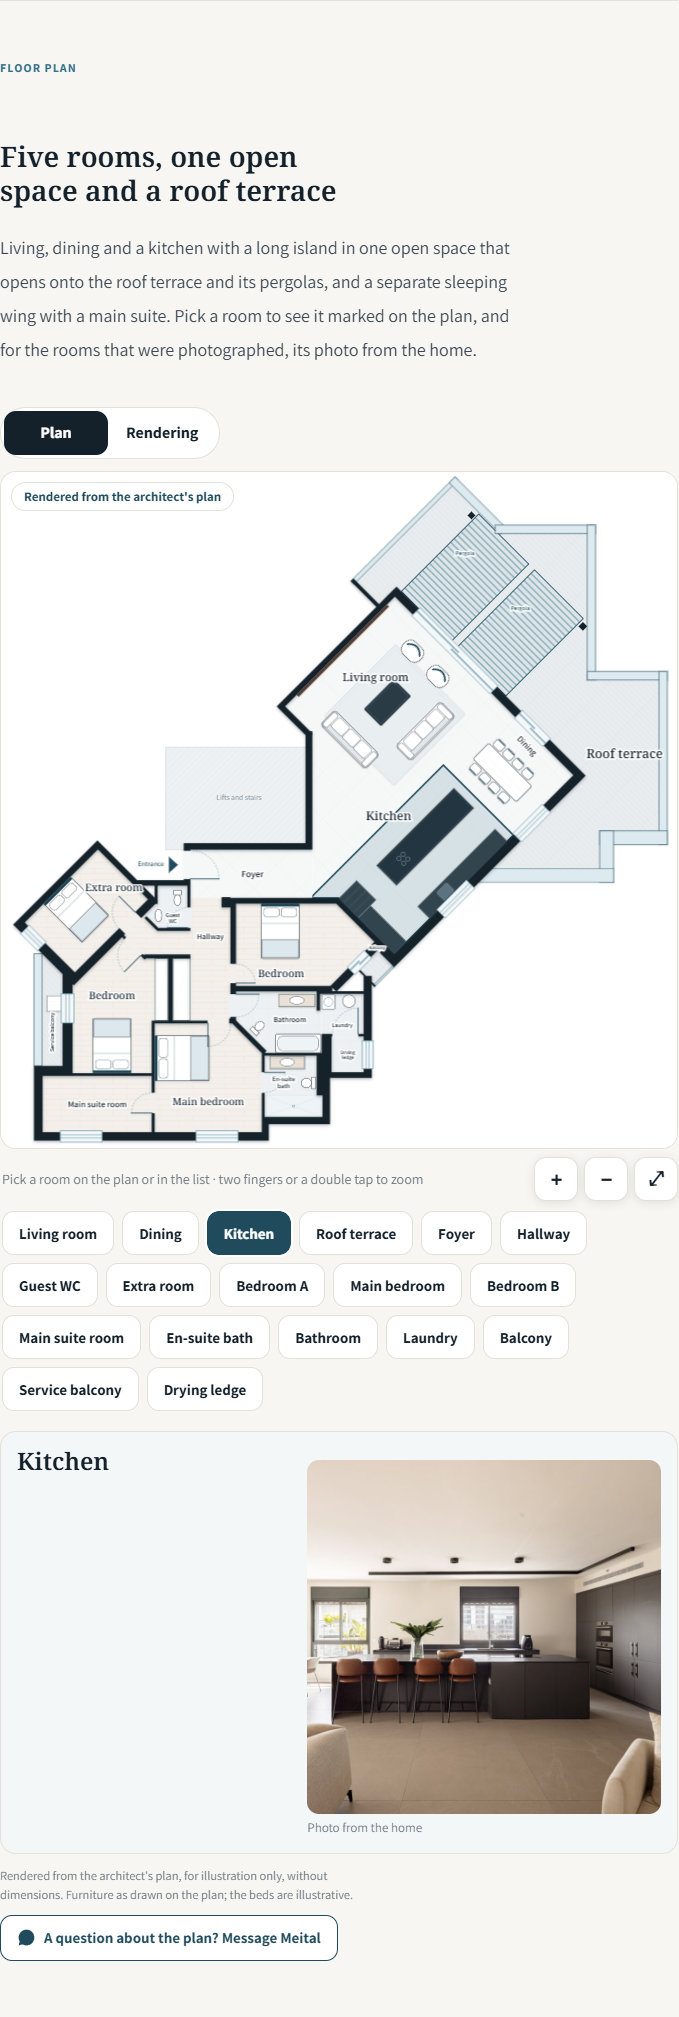 FLOOR PLAN
Five rooms, one open
space and a roof terrace
Living, dining and a kitchen with a long island in one open space that
opens onto the roof terrace and its pergolas, and a separate sleeping
wing with a main suite. Pick a room to see it marked on the plan, and
for the rooms that were photographed, its photo from the home.
Plan
Rendering
Rendered from the architect's plan
Pergola
Pergola
Living room
Dining
Roof terrace
Lifts and stairs
Kitchen
Entrance
Foyer
Extra room
Guest
WC
Hallway
Bedroom
Bedroom
Service balcony
Bathroom
Laundry
Drying
ledge
En-suite
bath
Main suite room
Main bedroom
Pick a room on the plan or in the list · two fingers or a double tap to zoom
+
−
Living room
Dining
Kitchen
Roof terrace
Foyer
Hallway
Guest WC
Extra room
Bedroom A
Main bedroom
Bedroom B
Main suite room
En-suite bath
Bathroom
Laundry
Balcony
Service balcony
Drying ledge
Kitchen
Photo from the home
Rendered from the architect's plan, for illustration only, without
dimensions. Furniture as drawn on the plan; the beds are illustrative.
A question about the plan? Message Meital